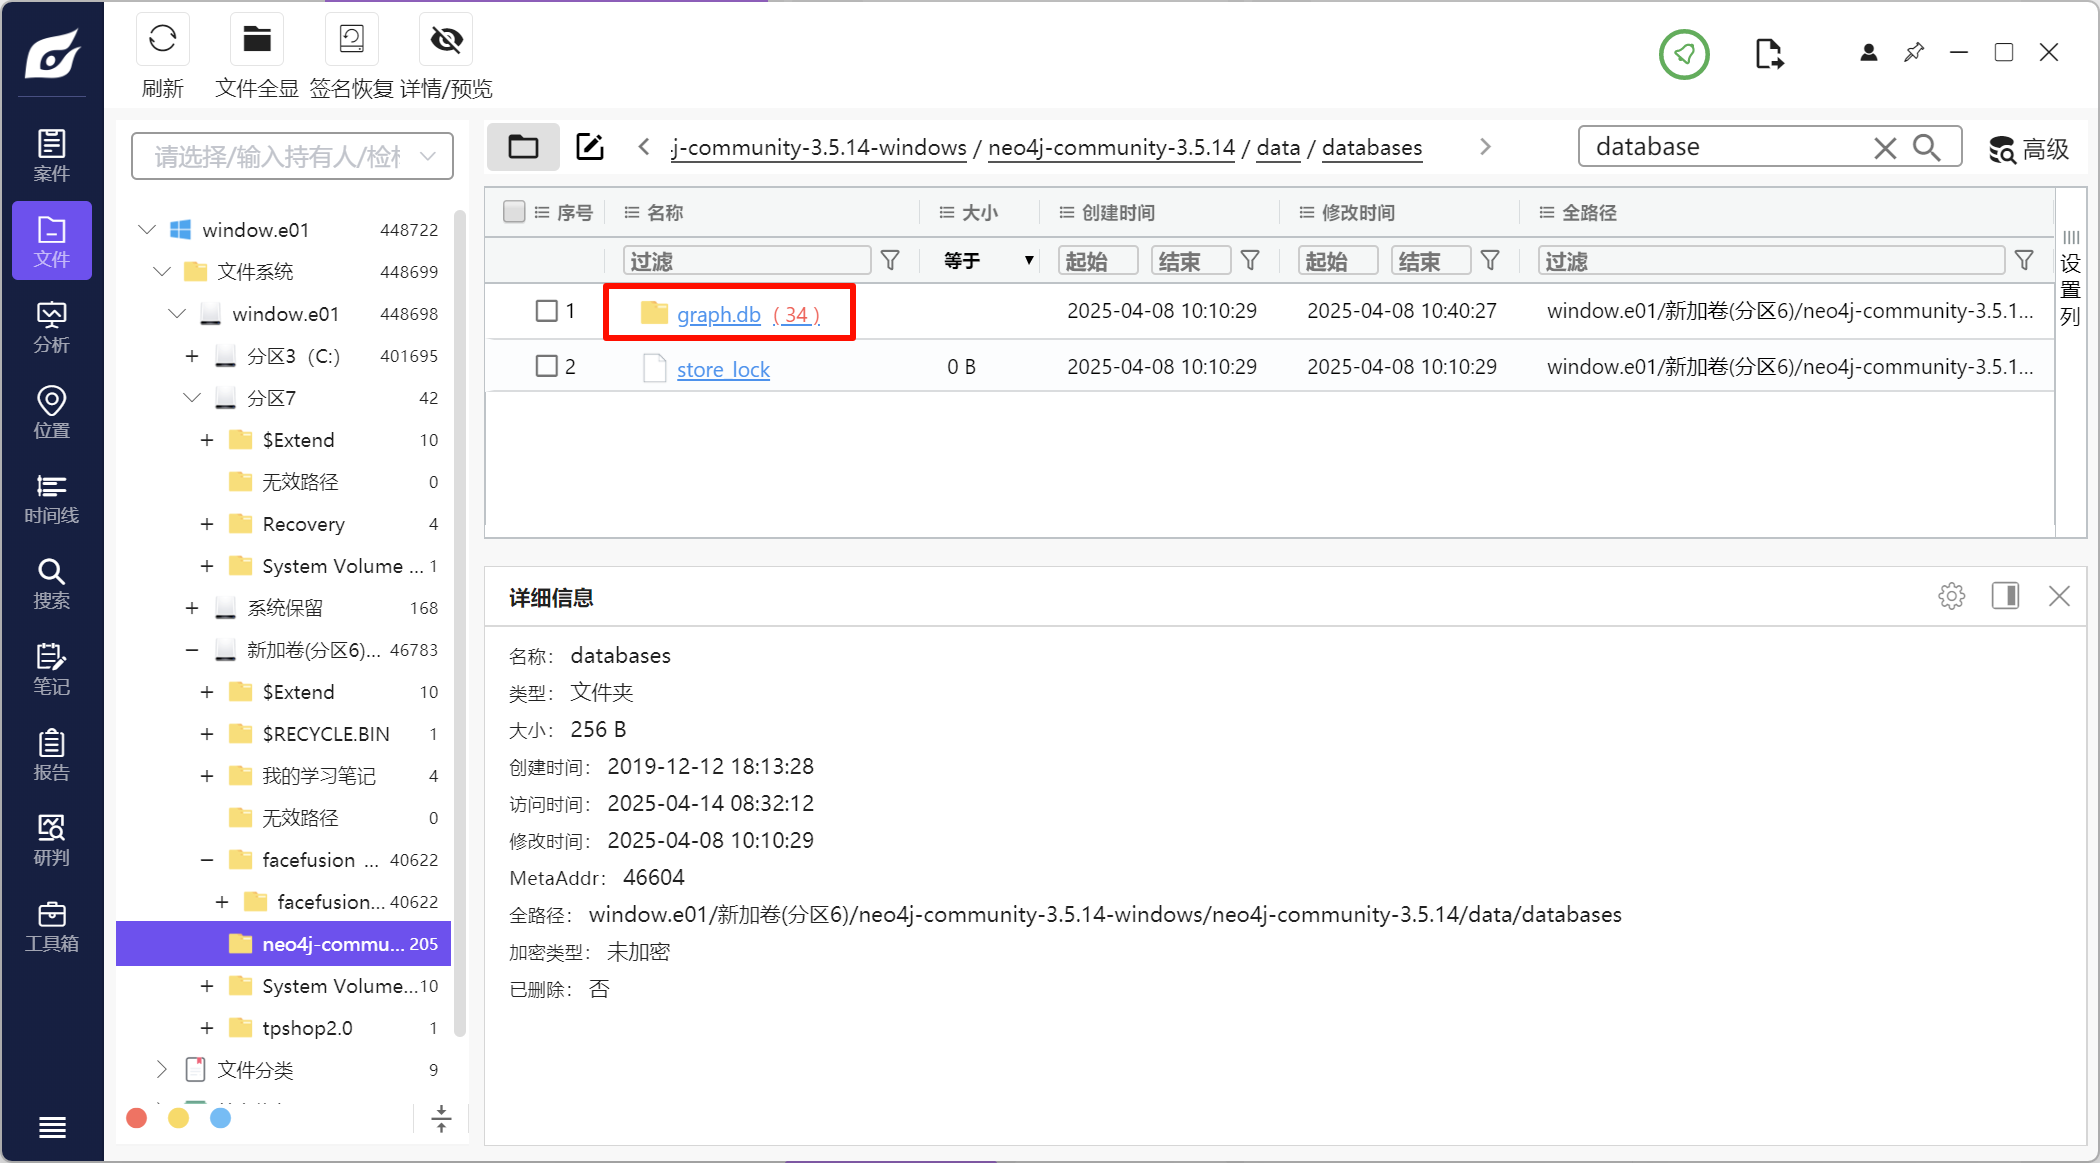 刷新
文件全显
签名恢复
详情/预览
案件
文件
分析
位置
时间线
搜索
笔记
报告
研判
工具箱
请选择/输入持有人/检材
window.e01 448722
文件系统 448699
window.e01 448698
分区3 (C:) 401695
分区7 42
$Extend 10
无效路径 0
Recovery 4
System Volume ... 1
系统保留 168
新加卷(分区6)... 46783
$Extend 10
$RECYCLE.BIN 1
我的学习笔记 4
无效路径 0
facefusion ... 40622
facefusion... 40622
neo4j-commu... 205
System Volume...10
tpshop2.0 1
文件分类 9
j-community-3.5.14-windows / neo4j-community-3.5.14 / data / databases
database
高级
序号 名称 大小 创建时间 修改时间 全路径
过滤 等于 起始 结束 起始 结束 过滤
1 graph.db ( 34 ) 2025-04-08 10:10:29 2025-04-08 10:40:27 window.e01/新加卷(分区6)/neo4j-community-3.5.1...
2 store_lock 0 B 2025-04-08 10:10:29 2025-04-08 10:10:29 window.e01/新加卷(分区6)/neo4j-community-3.5.1...
设置列
详细信息
名称: databases
类型: 文件夹
大小: 256 B
创建时间: 2019-12-12 18:13:28
访问时间: 2025-04-14 08:32:12
修改时间: 2025-04-08 10:10:29
MetaAddr: 46604
全路径: window.e01/新加卷(分区6)/neo4j-community-3.5.14-windows/neo4j-community-3.5.14/data/databases
加密类型: 未加密
已删除: 否